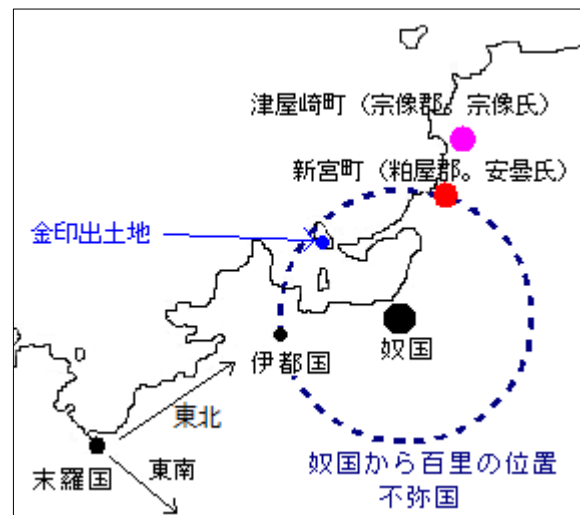 津屋崎町（宗像郡。宗像氏）
新宮町（粕屋郡。安曇氏）
金印出土地
伊都国
奴国
東北
東南
末羅国
奴国から百里の位置
不弥国